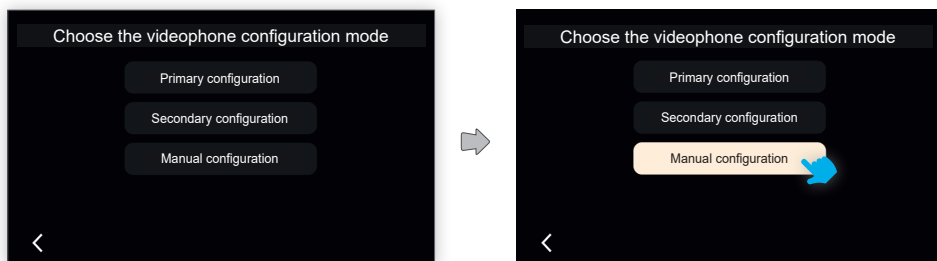 Choose the videophone configuration mode
Primary configuration
Secondary configuration
Manual configuration
Choose the videophone configuration mode
Primary configuration
Secondary configuration
Manual configuration